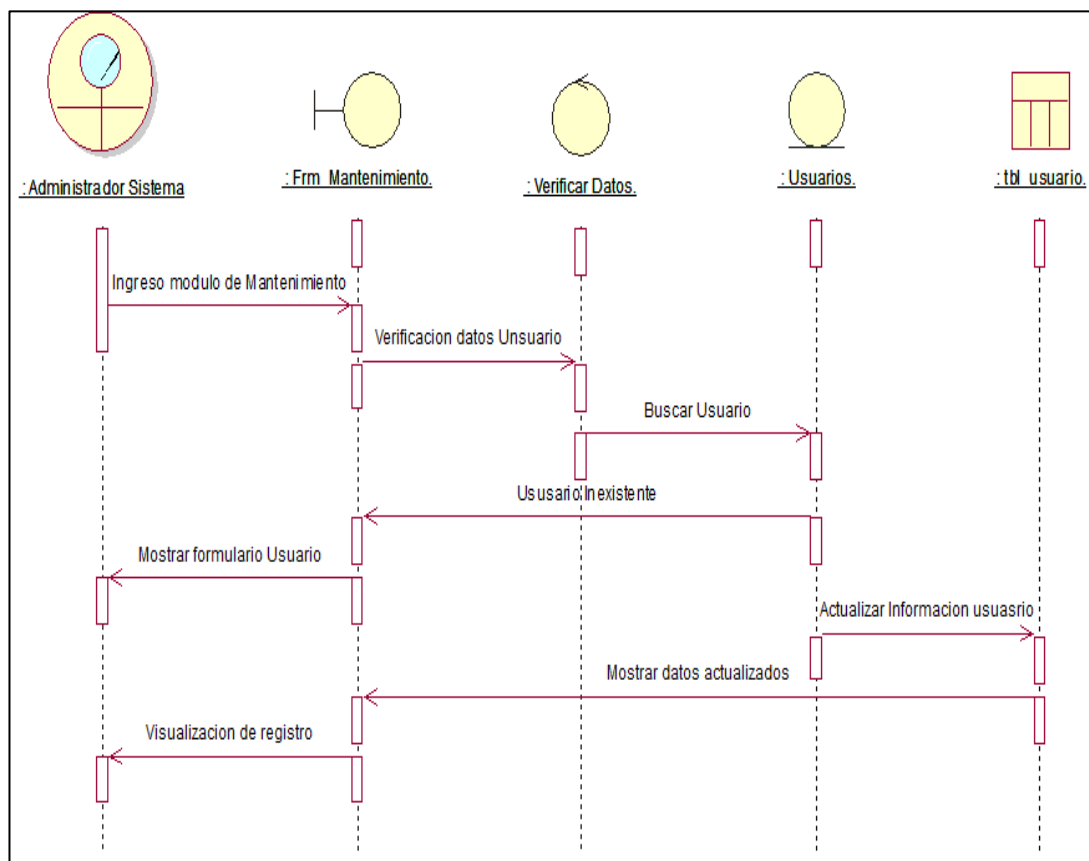 : Administrador Sistema
: Frm_Mantenimiento.
: Verificar Datos.
: Usuarios.
: tbl_usuario.
Ingreso modulo de Mantenimiento
Verificacion datos Unsuario
Buscar Usuario
Ususario Inexistente
Mostrar formulario Usuario
Actualizar Informacion usuasrio
Mostrar datos actualizados
Visualizacion de registro